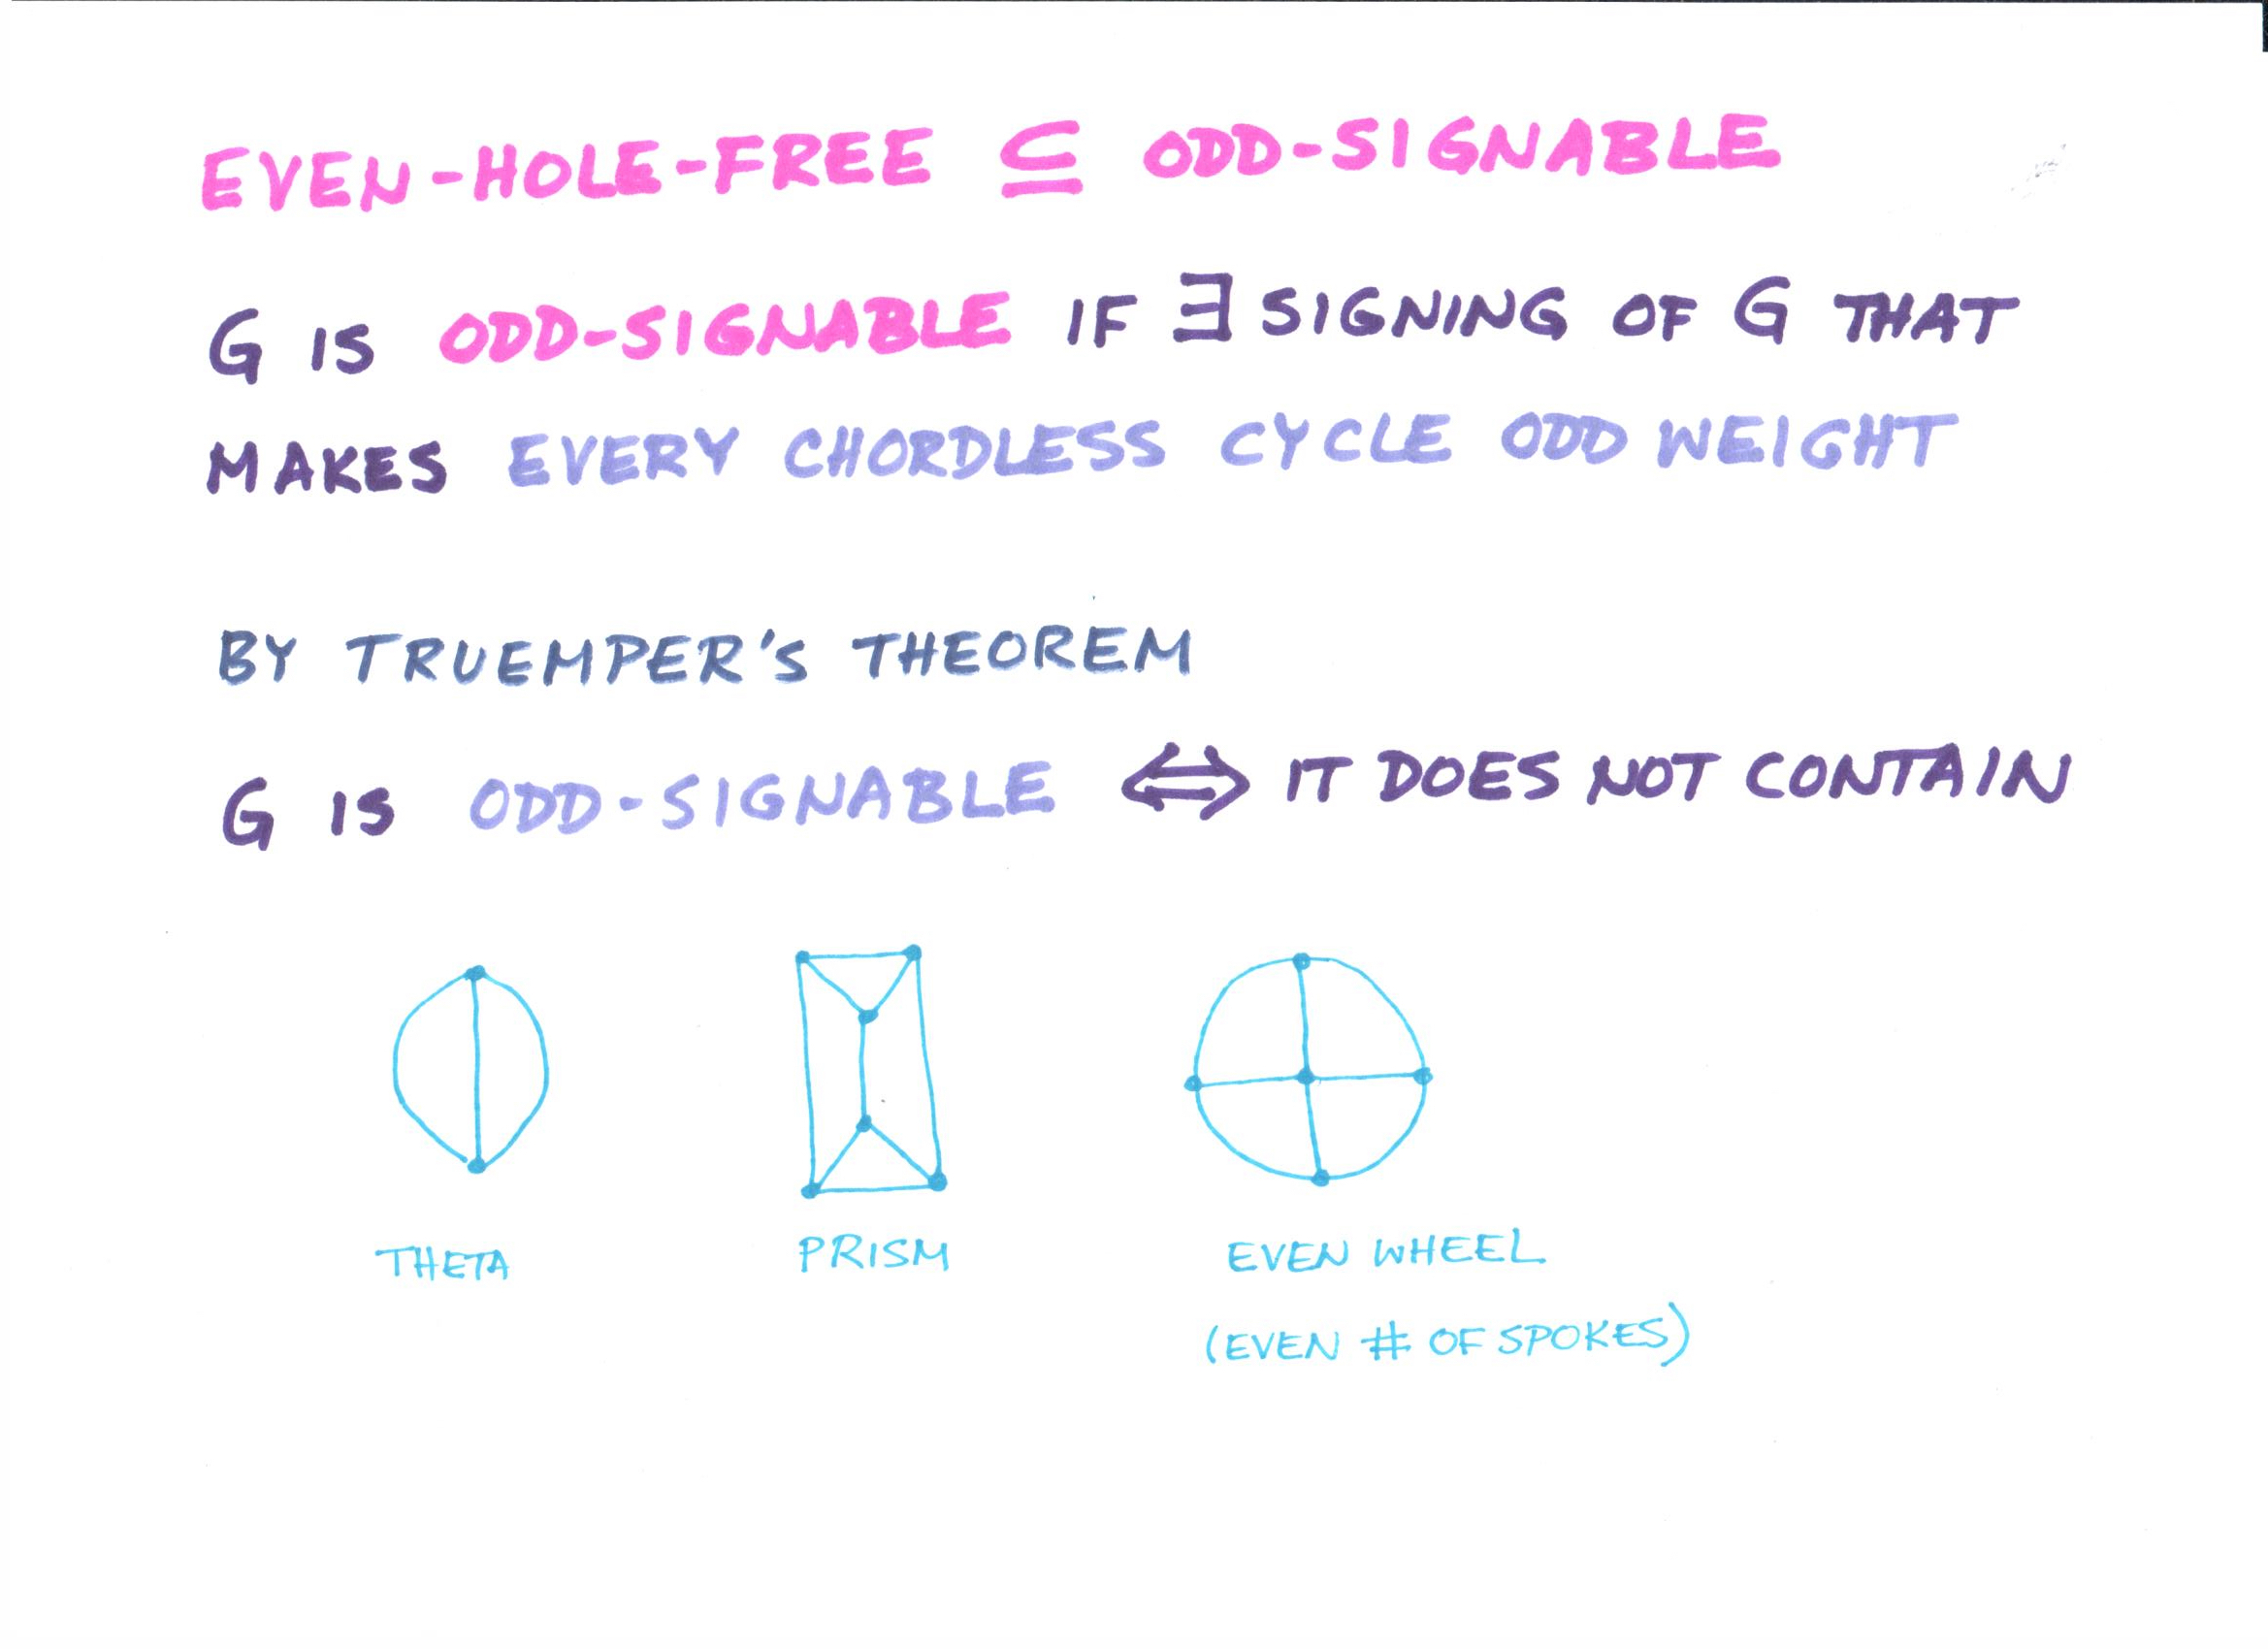 EVEN-HOLE-FREE ⊆ ODD-SIGNABLE
G IS ODD-SIGNABLE IF ∃ SIGNING OF G THAT
MAKES EVERY CHORDLESS CYCLE ODD WEIGHT
BY TRUEMPER'S THEOREM
G IS ODD-SIGNABLE ⇔ IT DOES NOT CONTAIN
THETA PRISM EVEN WHEEL
(EVEN # OF SPOKES)